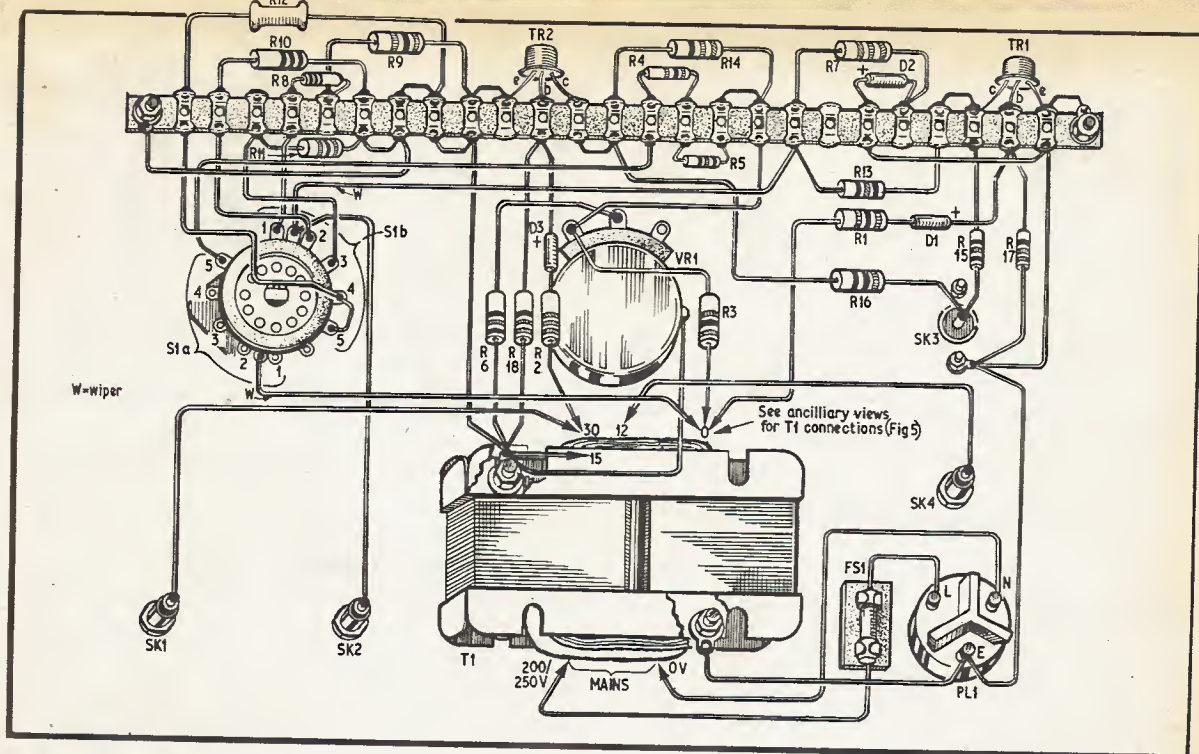 R12
R10
R9
R8
R11
TR2
e
b
c
R4
R14
R5
R7
D2
+
TR1
c
b
e
W
R13
R1
D1
+
R
15
R
17
R16
SK3
1
2
S1b
3
4
5
5
4
3
2
1
S1a
W
W=wiper
D3
+
VR1
R
6
R
18
R
2
R3
30
12
0
15
See ancilliary views
for T1 connections (Fig 5)
SK4
SK1
SK2
T1
200/
250V
MAINS
0V
FS1
L
N
E
PL1